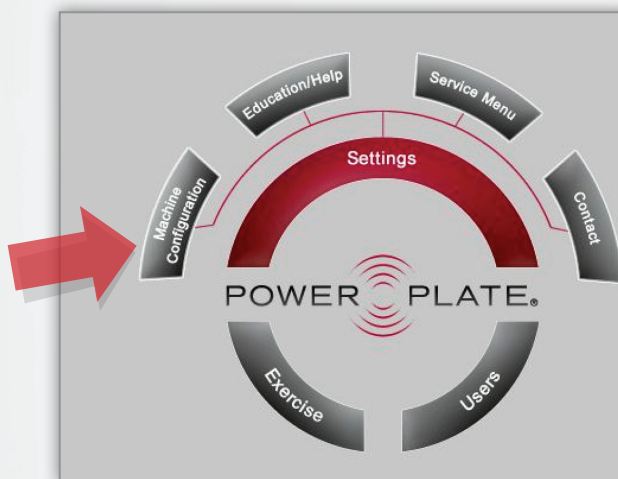 Education/Help
Service Menu
Machine
Configuration
Settings
Contact
POWER PLATE®
Exercise
Users